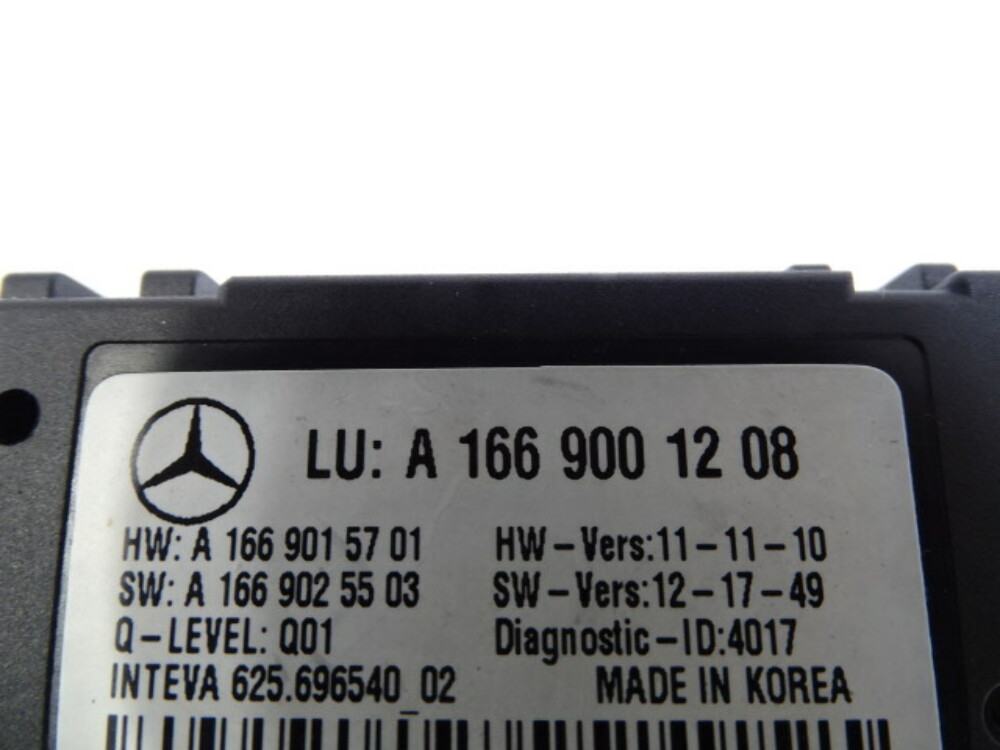 LU: A 166 900 12 08
HW: A 166 901 57 01 HW-Vers:11-11-10
SW: A 166 902 55 03 SW-Vers:12-17-49
Q-LEVEL: Q01 Diagnostic-ID:4017
INTEVA 625.696540_02 MADE IN KOREA